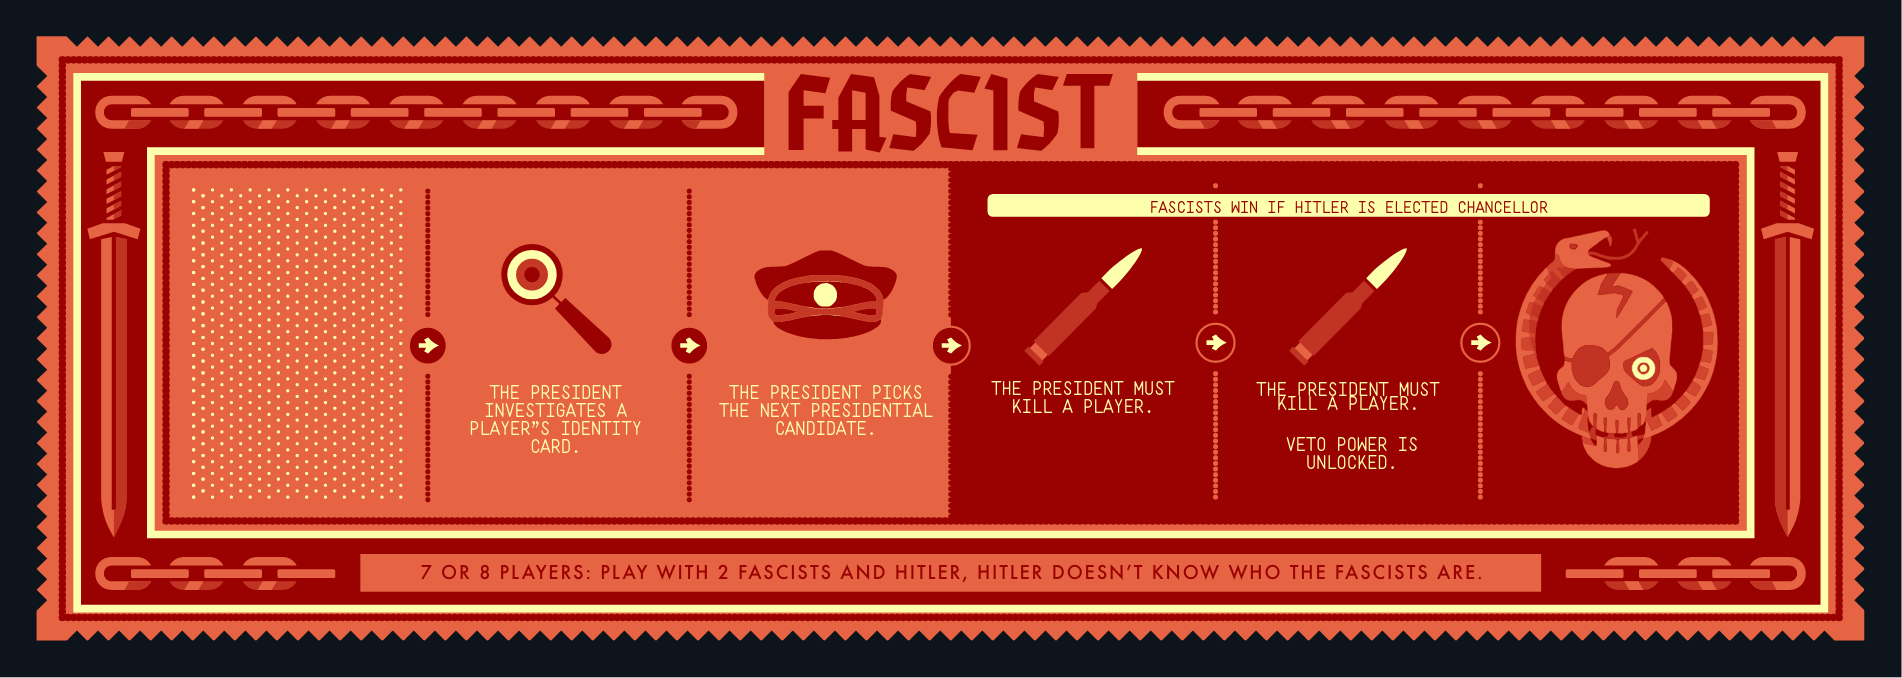 FASCIST
FASCISTS WIN IF HITLER IS ELECTED CHANCELLOR
THE PRESIDENT
INVESTIGATES A
PLAYER”S IDENTITY
CARD.
THE PRESIDENT PICKS
THE NEXT PRESIDENTIAL
CANDIDATE.
THE PRESIDENT MUST
KILL A PLAYER.
THE PRESIDENT MUST
KILL A PLAYER.
VETO POWER IS
UNLOCKED.
7 OR 8 PLAYERS: PLAY WITH 2 FASCISTS AND HITLER, HITLER DOESN’T KNOW WHO THE FASCISTS ARE.